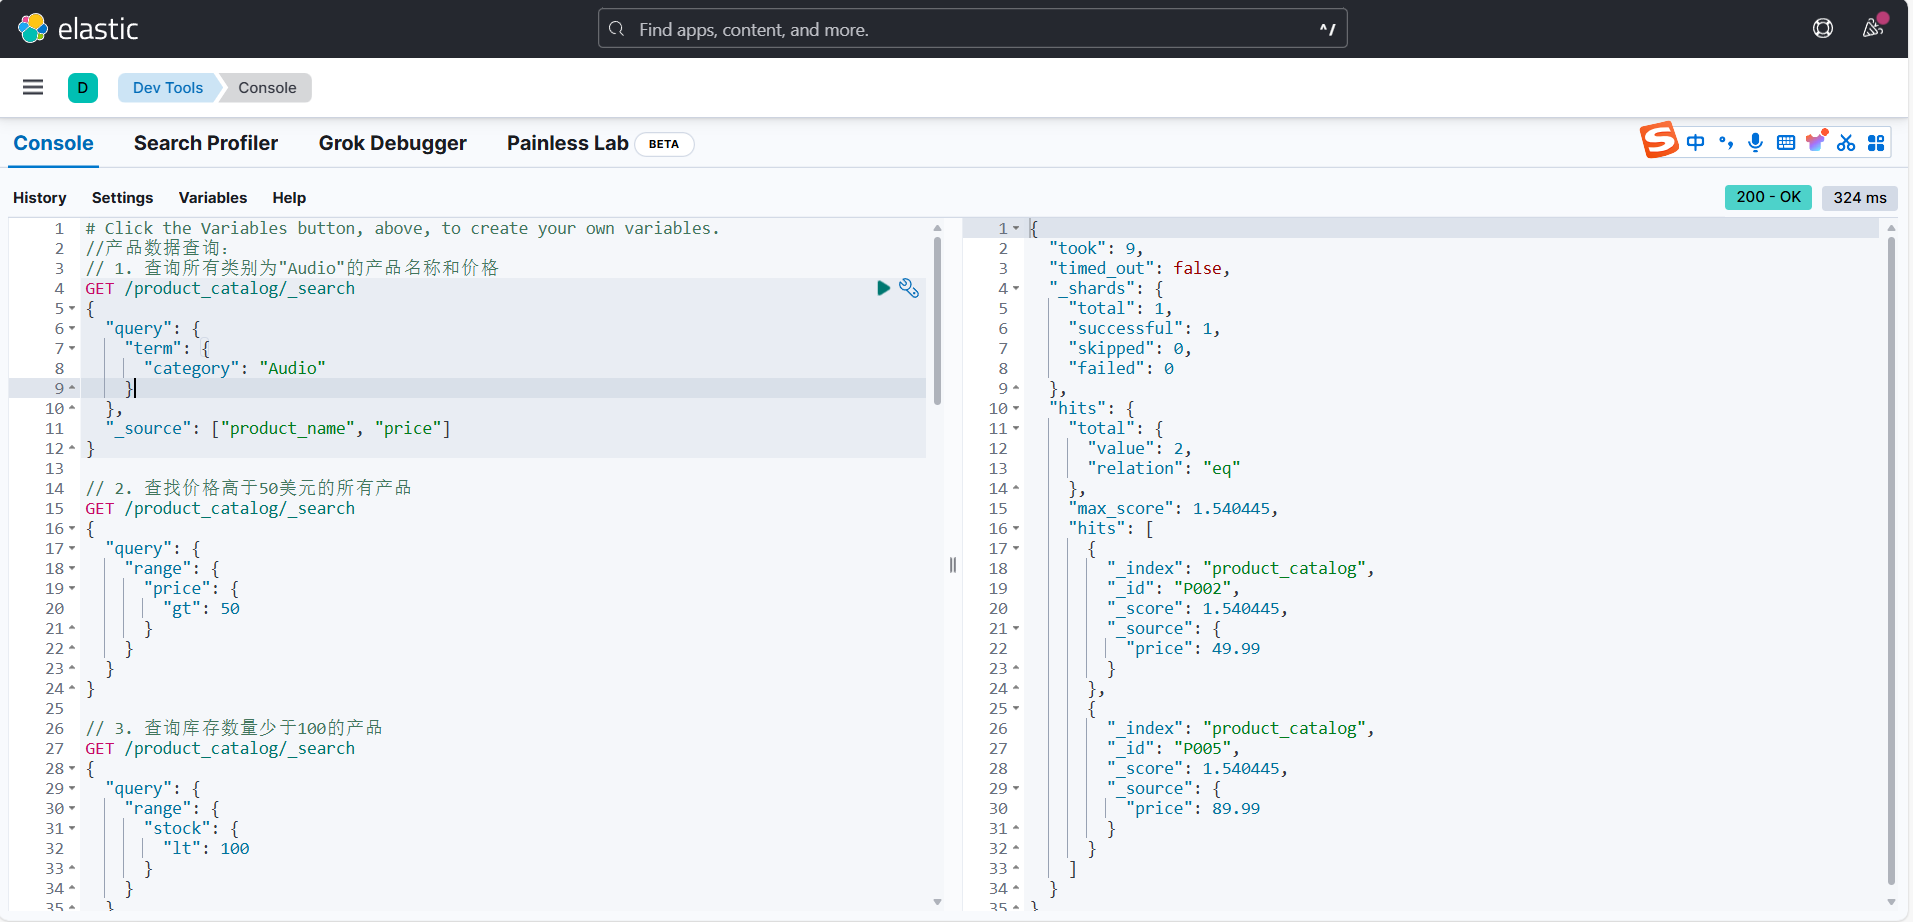 elastic
Find apps, content, and more.
^/
D
Dev Tools
Console
Console
Search Profiler
Grok Debugger
Painless Lab
BETA
S
中
History
Settings
Variables
Help
200 - OK
324 ms
1 # Click the Variables button, above, to create your own variables.
2 //产品数据查询：
3 // 1. 查询所有类别为"Audio"的产品名称和价格
4 GET /product_catalog/_search
5 {
6 "query": {
7 "term": {
8 "category": "Audio"
9 }
10 },
11 "_source": ["product_name", "price"]
12 }
13
14 // 2. 查找价格高于50美元的所有产品
15 GET /product_catalog/_search
16 {
17 "query": {
18 "range": {
19 "price": {
20 "gt": 50
21 }
22 }
23 }
24 }
25
26 // 3. 查询库存数量少于100的产品
27 GET /product_catalog/_search
28 {
29 "query": {
30 "range": {
31 "stock": {
32 "lt": 100
33 }
34 }
35 }
1 {
2 "took": 9,
3 "timed_out": false,
4 "_shards": {
5 "total": 1,
6 "successful": 1,
7 "skipped": 0,
8 "failed": 0
9 },
10 "hits": {
11 "total": {
12 "value": 2,
13 "relation": "eq"
14 },
15 "max_score": 1.540445,
16 "hits": [
17 {
18 "_index": "product_catalog",
19 "_id": "P002",
20 "_score": 1.540445,
21 "_source": {
22 "price": 49.99
23 }
24 },
25 {
26 "_index": "product_catalog",
27 "_id": "P005",
28 "_score": 1.540445,
29 "_source": {
30 "price": 89.99
31 }
32 }
33 ]
34 }
35 }